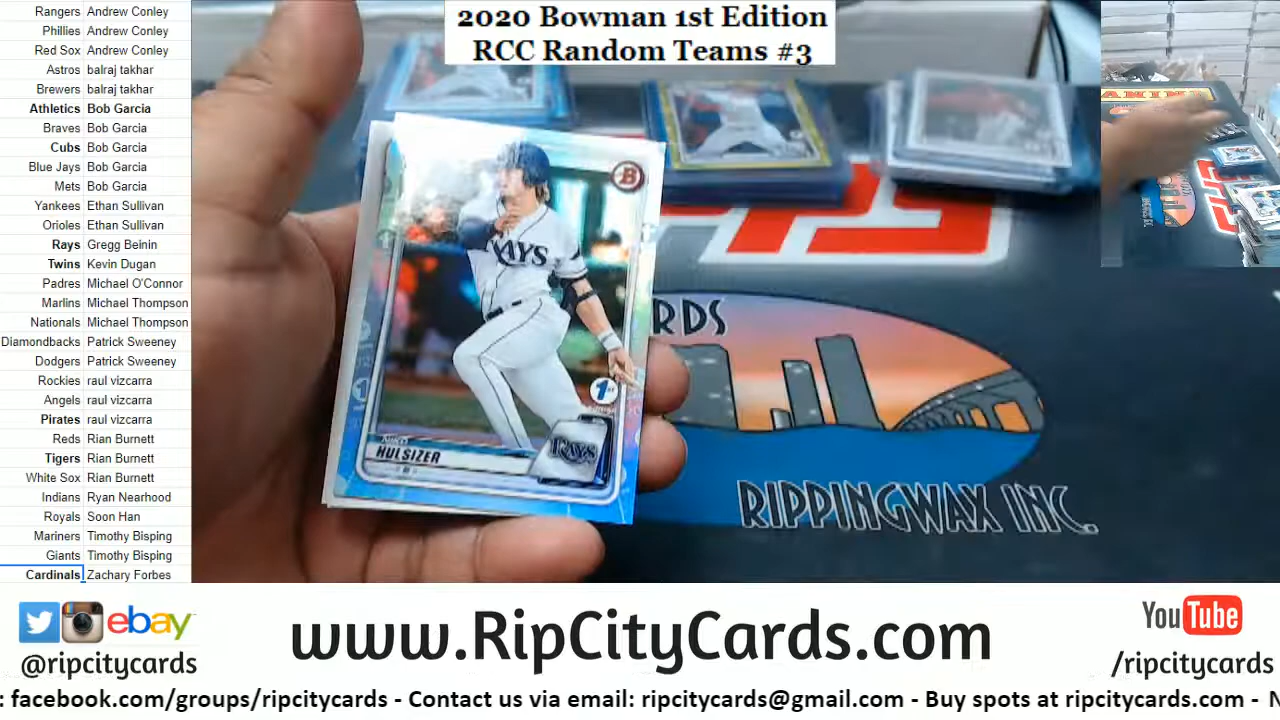 2020 Bowman 1st Edition
RCC Random Teams #3
Rangers Andrew Conley
Phillies Andrew Conley
Red Sox Andrew Conley
Astros balraj takhar
Brewers balraj takhar
Athletics Bob Garcia
Braves Bob Garcia
Cubs Bob Garcia
Blue Jays Bob Garcia
Mets Bob Garcia
Yankees Ethan Sullivan
Orioles Ethan Sullivan
Rays Gregg Beinin
Twins Kevin Dugan
Padres Michael O'Connor
Marlins Michael Thompson
Nationals Michael Thompson
Diamondbacks Patrick Sweeney
Dodgers Patrick Sweeney
Rockies raul vizcarra
Angels raul vizcarra
Pirates raul vizcarra
Reds Rian Burnett
Tigers Rian Burnett
White Sox Rian Burnett
Indians Ryan Nearhood
Royals Soon Han
Mariners Timothy Bisping
Giants Timothy Bisping
Cardinals Zachary Forbes
B
RAYS
1st
HULSIZER
RAYS
RDS
RIPPINGWAX INC.
PANINI
ebay
@ripcitycards
www.RipCityCards.com
YouTube
/ripcitycards
: facebook.com/groups/ripcitycards - Contact us via email: ripcitycards@gmail.com - Buy spots at ripcitycards.com - N